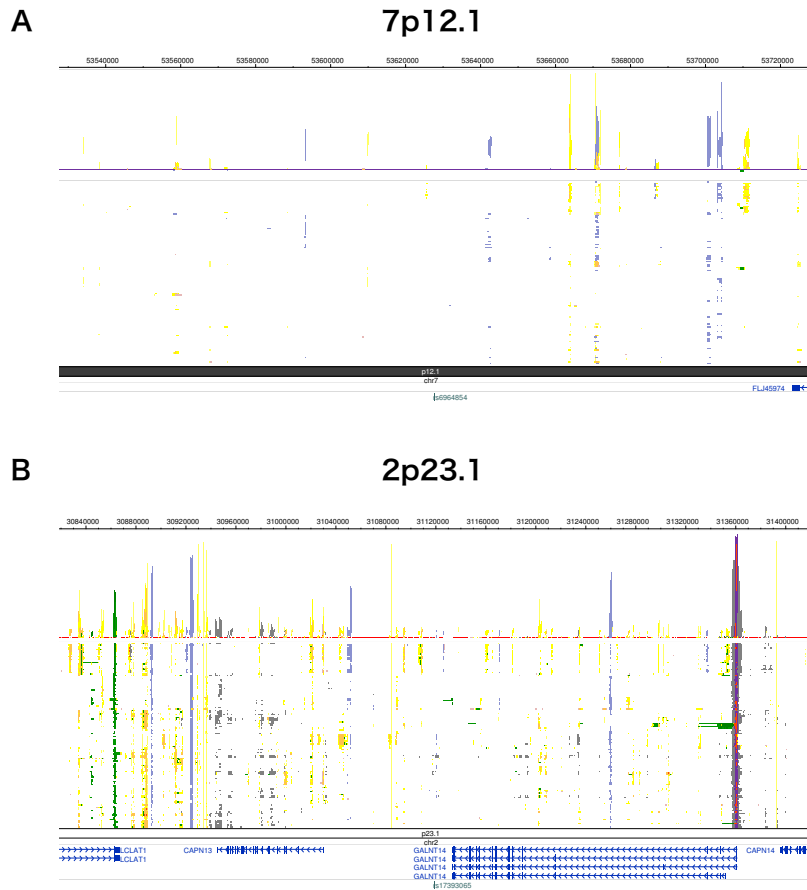 A
7p12.1
53540000 53560000 53580000 53600000 53620000 53640000 53660000 53680000 53700000 53720000
p12.1
chr7
FLJ45974
rs6964854
B
2p23.1
30840000 30880000 30920000 30960000 31000000 31040000 31080000 31120000 31160000 31200000 31240000 31280000 31320000 31360000 31400000
p23.1
chr2
LCLAT1 CAPN13 GALNT14 CAPN14
LCLAT1 GALNT14
GALNT14
GALNT14
rs17393065